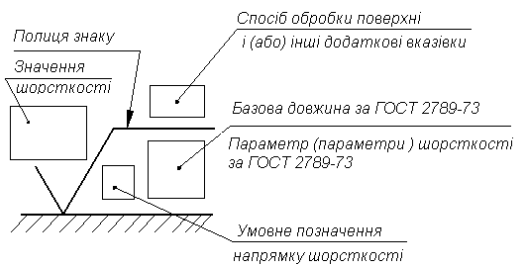 Спосіб обробки поверхні
і (або) інші додаткові вказівки
Полиця знаку
Значення
шорсткості
Базова довжина за ГОСТ 2789-73
Параметр (параметри ) шорсткості
за ГОСТ 2789-73
Умовне позначення
напрямку шорсткості